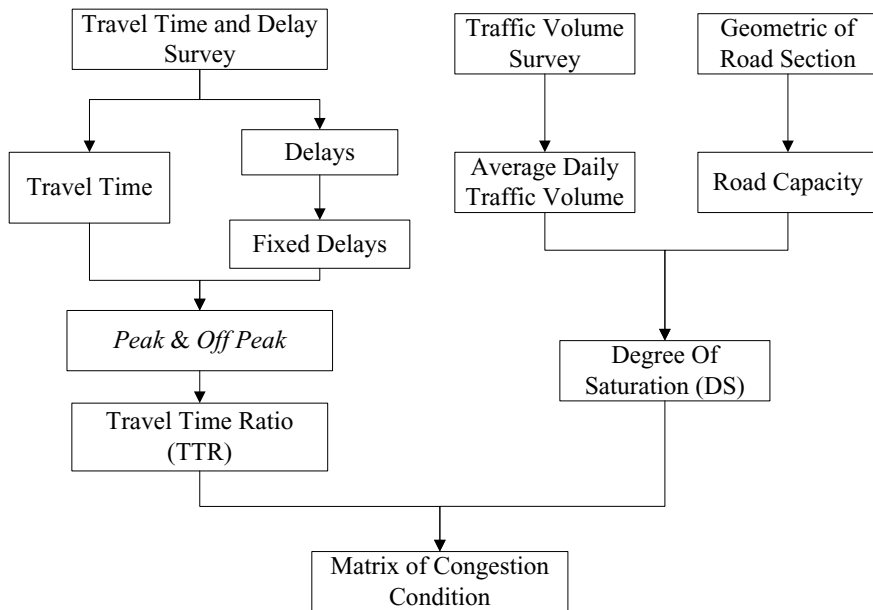 Travel Time and Delay
Survey
Traffic Volume
Survey
Geometric of
Road Section
Travel Time
Delays
Average Daily
Traffic Volume
Road Capacity
Fixed Delays
Peak & Off Peak
Degree Of
Saturation (DS)
Travel Time Ratio
(TTR)
Matrix of Congestion
Condition